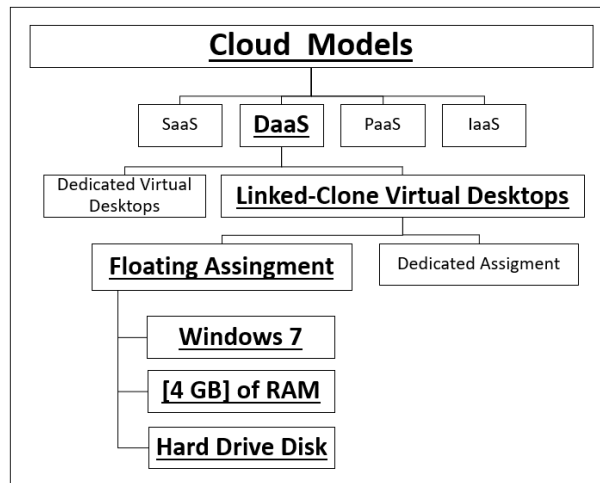 Cloud Models
SaaS
DaaS
PaaS
IaaS
Dedicated Virtual
Desktops
Linked-Clone Virtual Desktops
Floating Assingment
Dedicated Assigment
Windows 7
[4 GB] of RAM
Hard Drive Disk